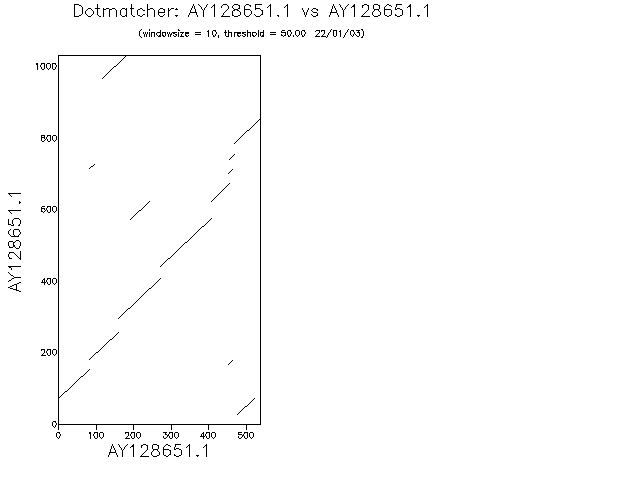 Dotmatcher: AY128651.1 vs AY128651.1
(windowsize = 10, threshold = 50.00 22/01/03)
1000
800
600
400
200
0
AY128651.1
0 100 200 300 400 500
AY128651.1